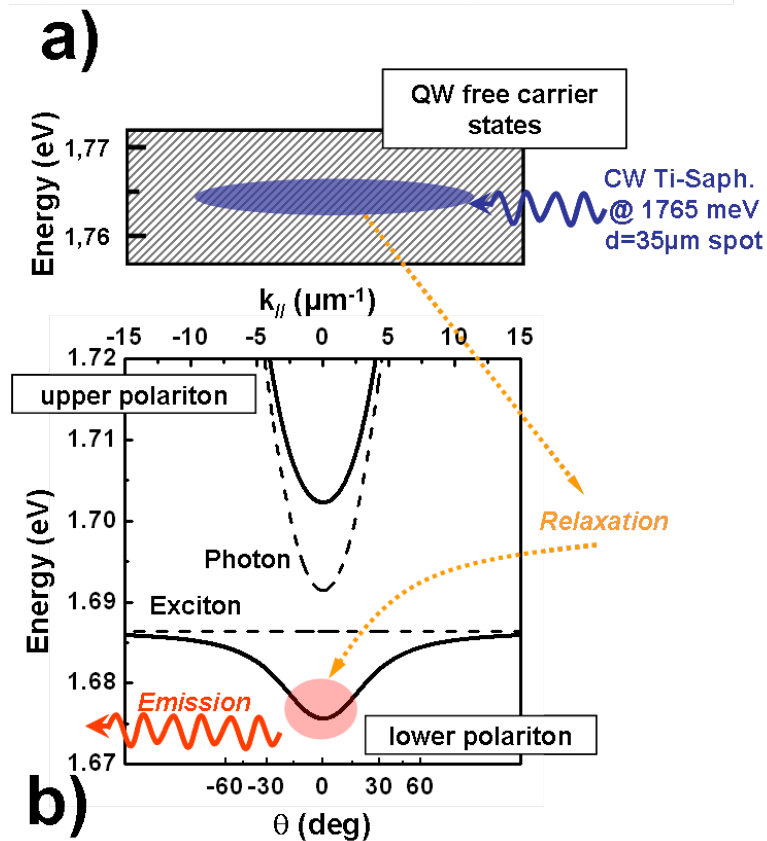 a)
QW free carrier
states
Energy (eV)
1,77
1,76
CW Ti-Saph.
@ 1765 meV
d=35µm spot
k// (µm-1)
-15 -10 -5 0 5 10 15
1.72
upper polariton
1.71
1.70
Relaxation
Photon
Energy (eV)
1.69
Exciton
1.68
Emission
lower polariton
1.67
-60 -30 0 30 60
b)
θ (deg)